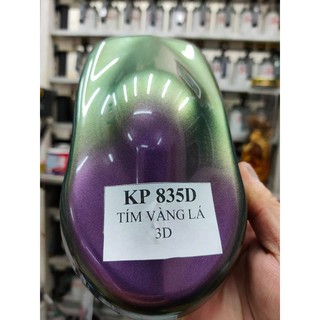 KP 835D
TÍM VÀNG LÁ
3D